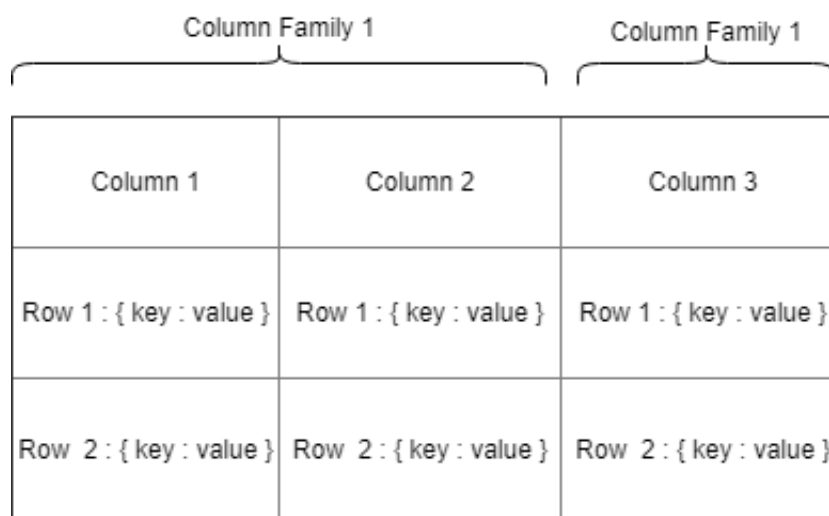 Column Family 1
Column Family 1
Column 1
Column 2
Column 3
Row 1 : { key : value }
Row 1 : { key : value }
Row 1 : { key : value }
Row 2 : { key : value }
Row 2 : { key : value }
Row 2 : { key : value }